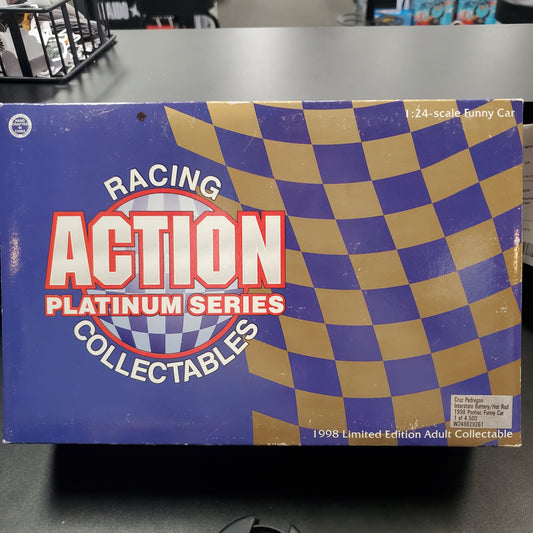 1:24-scale Funny Car
RACING
ACTION
PLATINUM SERIES
COLLECTABLES
Cruz Pedregon
Interstate Battery/Hot Rod
1998 Pontiac Funny Car
1 of 4,500
W249829261
1998 Limited Edition Adult Collectable